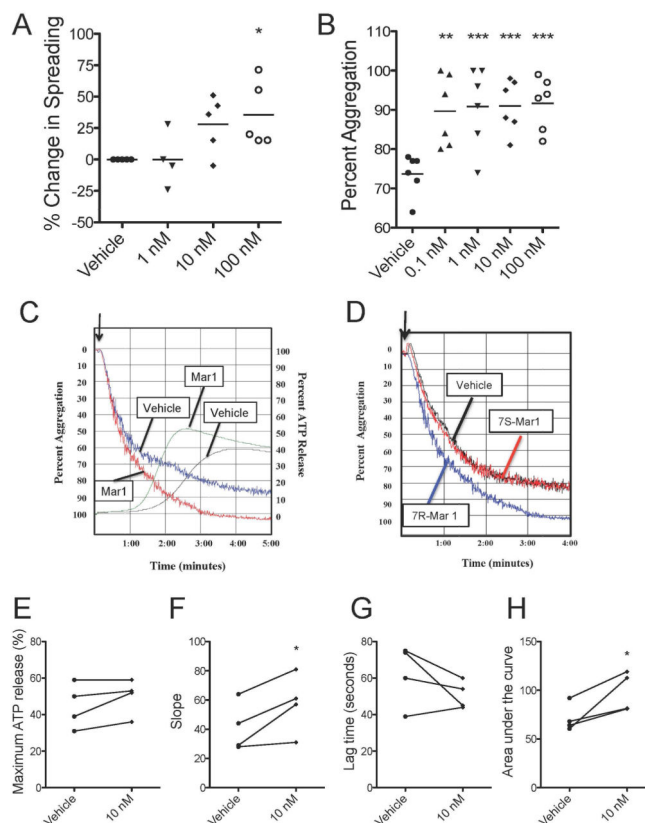 A
% Change in Spreading
100
75
50
25
0
-25
-50
*
Vehicle
1 nM
10 nM
100 nM
B
Percent Aggregation
100
90
80
70
60
** *** *** ***
Vehicle
0.1 nM
1 nM
10 nM
100 nM
C
Percent Aggregation
0
10
20
30
40
50
60
70
80
90
100
Percent ATP Release
100
90
80
70
60
50
40
30
20
10
0
Mar1
Vehicle
Vehicle
Mar1
1:00 2:00 3:00 4:00 5:00
Time (minutes)
D
Percent Aggregation
0
10
20
30
40
50
60
70
80
90
100
Vehicle
7S-Mar1
7R-Mar 1
1:00 2:00 3:00 4:00
Time (minutes)
E
Maximum ATP release (%)
80
60
40
20
0
Vehicle
10 nM
F
Slope
100
80
60
40
20
0
*
Vehicle
10 nM
G
Lag time (seconds)
80
60
40
20
0
Vehicle
10 nM
H
Area under the curve
150
100
50
0
*
Vehicle
10 nM